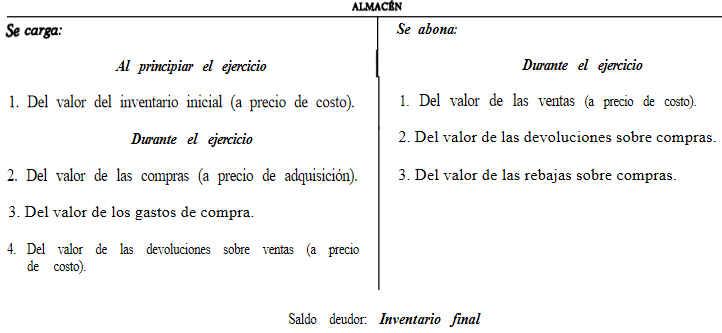 ALMACÉN
Se carga:
Al principiar el ejercicio
1. Del valor del inventario inicial (a precio de costo).
Durante el ejercicio
2. Del valor de las compras (a precio de adquisición).
3. Del valor de los gastos de compra.
4. Del valor de las devoluciones sobre ventas (a precio
de costo).
Se abona:
Durante el ejercicio
1. Del valor de las ventas (a precio de costo).
2. Del valor de las devoluciones sobre compras.
3. Del valor de las rebajas sobre compras.
Saldo deudor: Inventario final